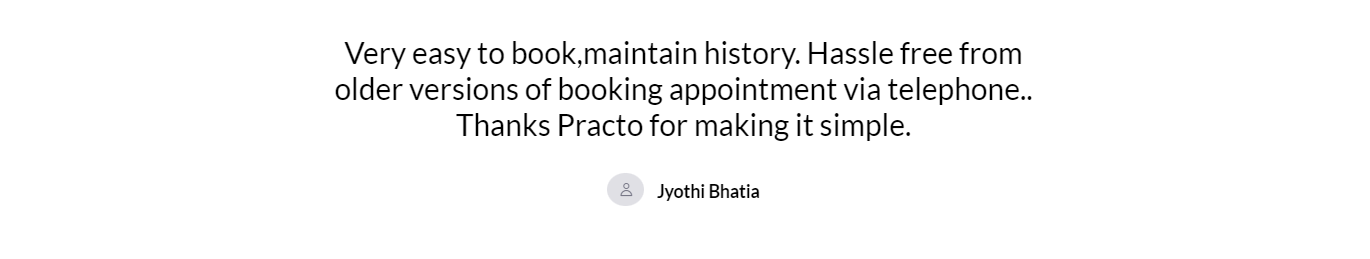 Very easy to book,maintain history. Hassle free from
older versions of booking appointment via telephone..
Thanks Practo for making it simple.
Jyothi Bhatia